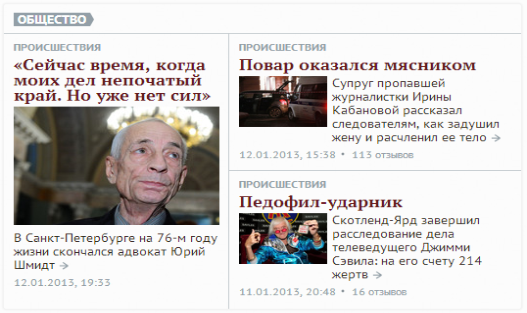 ОБЩЕСТВО
ПРОИСШЕСТВИЯ
«Сейчас время, когда
моих дел непочатый
край. Но уже нет сил»
В Санкт-Петербурге на 76-м году
жизни скончался адвокат Юрий
Шмидт →
12.01.2013, 19:33
ПРОИСШЕСТВИЯ
Повар оказался мясником
Супруг пропавшей
журналистки Ирины
Кабановой рассказал
следователям, как задушил
жену и расчленил ее тело →
12.01.2013, 15:38 • 113 отзывов
ПРОИСШЕСТВИЯ
Педофил-ударник
Скотленд-Ярд завершил
расследование дела
телеведущего Джимми
Сэвила: на его счету 214
жертв →
11.01.2013, 20:48 • 16 отзывов